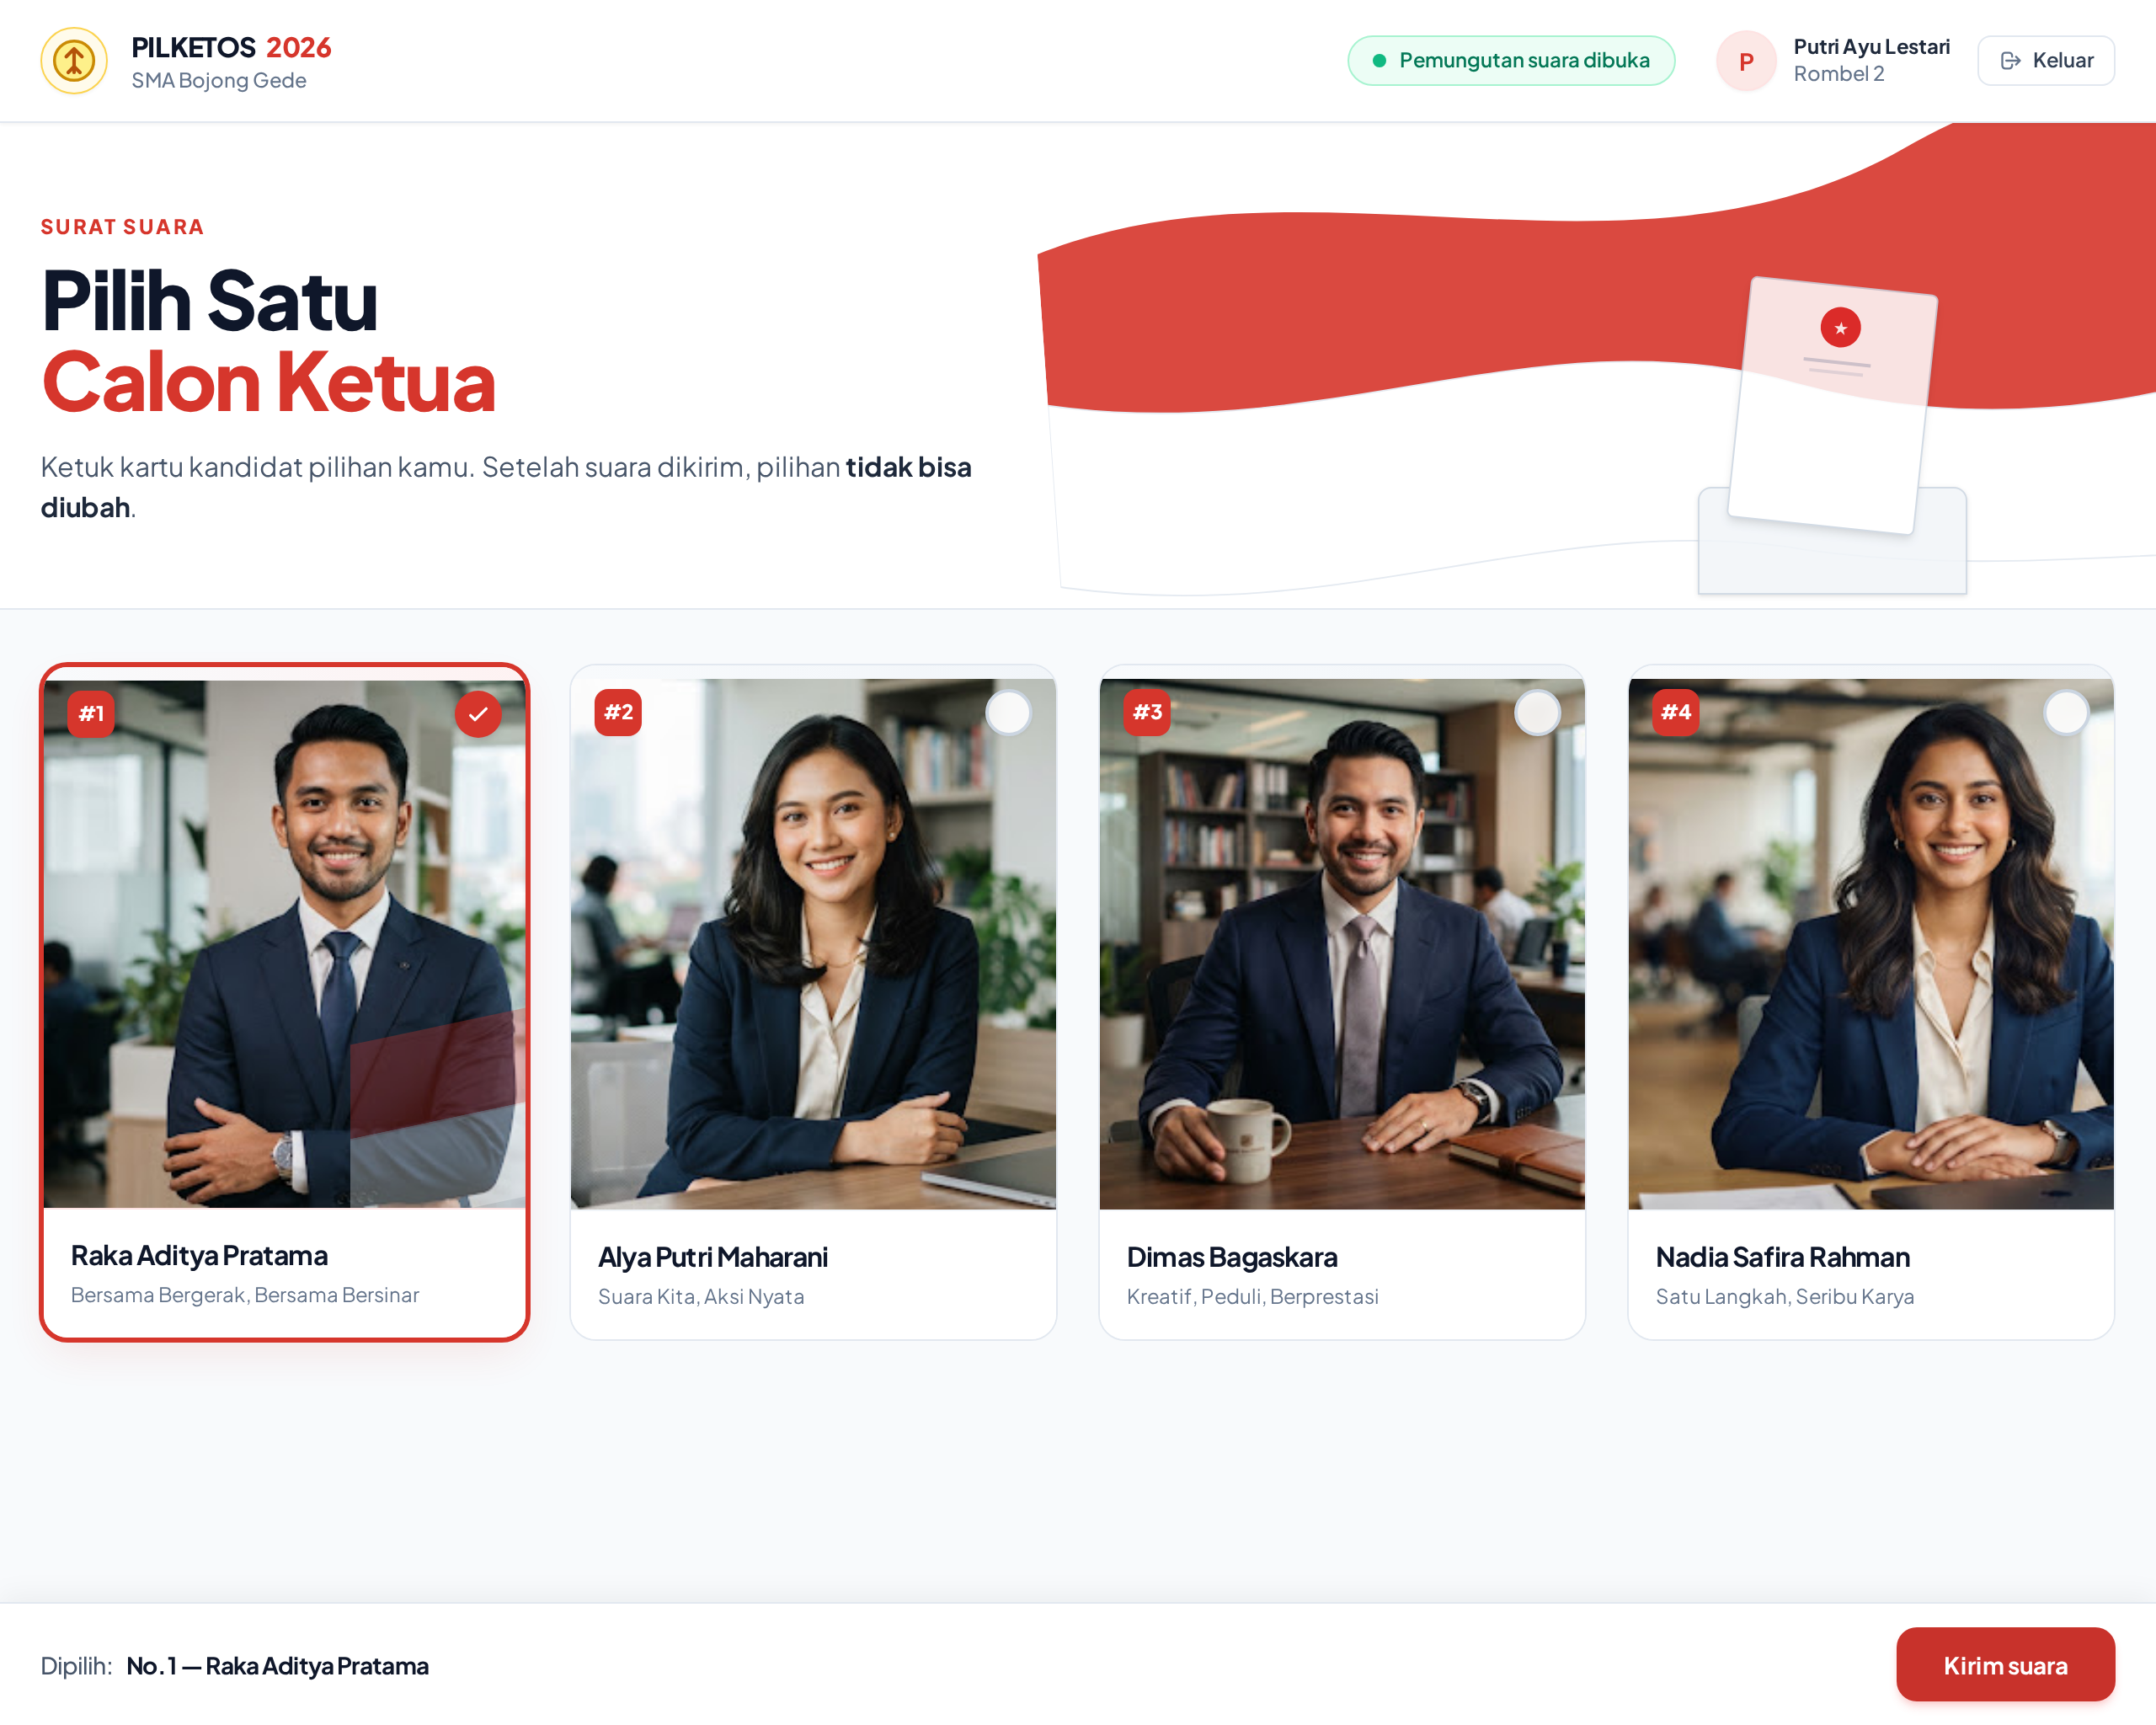 PILKETOS 2026
SMA Bojong Gede
Pemungutan suara dibuka
P
Putri Ayu Lestari
Rombel 2
Keluar
SURAT SUARA
Pilih Satu
Calon Ketua
Ketuk kartu kandidat pilihan kamu. Setelah suara dikirim, pilihan tidak bisa
diubah.
#1
#2
#3
#4
Raka Aditya Pratama
Bersama Bergerak, Bersama Bersinar
Alya Putri Maharani
Suara Kita, Aksi Nyata
Dimas Bagaskara
Kreatif, Peduli, Berprestasi
Nadia Safira Rahman
Satu Langkah, Seribu Karya
Dipilih: No. 1 — Raka Aditya Pratama
Kirim suara